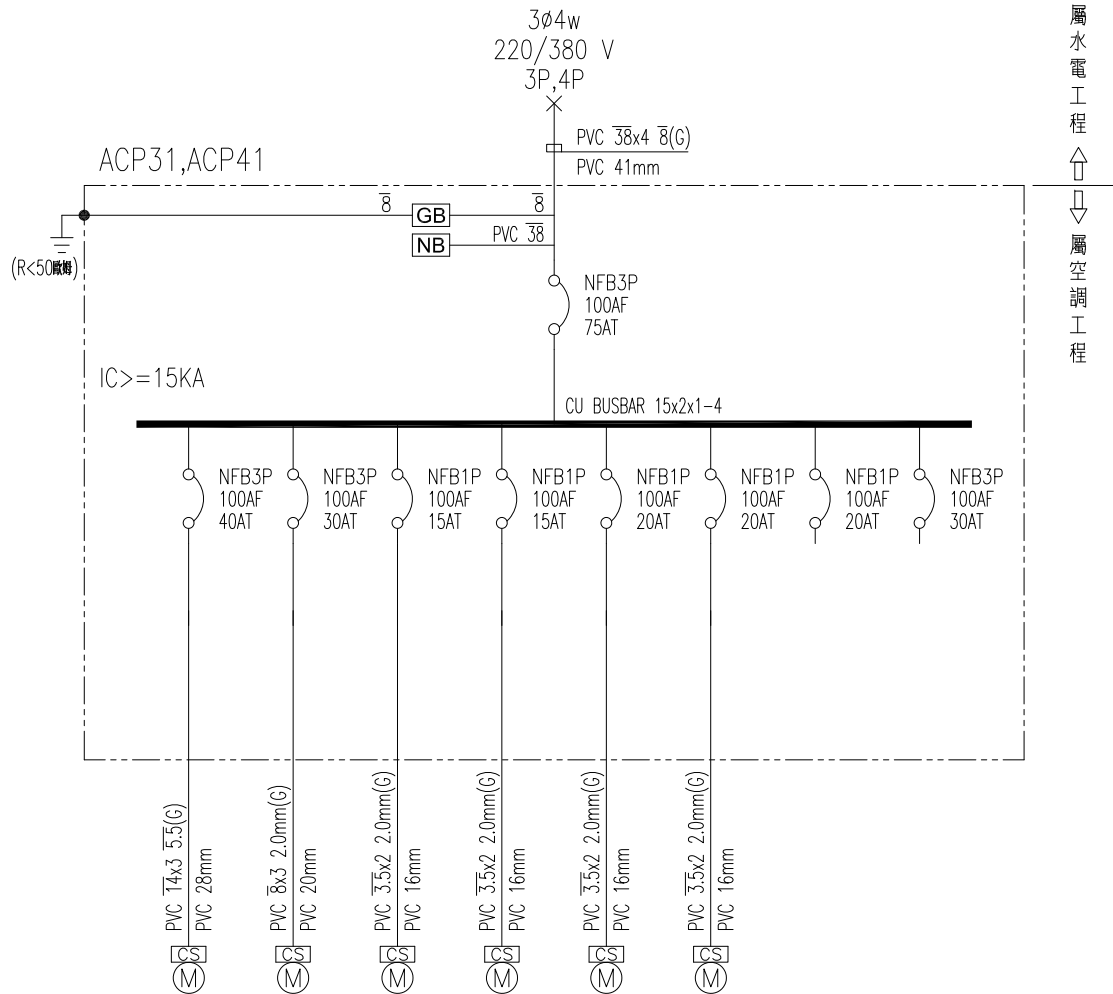 3ø4w
220/380 V
3P,4P
PVC 38x4 8(G)
PVC 41mm
屬水電工程
屬空調工程
ACP31,ACP41
8
GB
8
NB
PVC 38
(R<50歐姆)
NFB3P
100AF
75AT
IC>=15KA
CU BUSBAR 15x2x1-4
NFB3P
100AF
40AT
NFB3P
100AF
30AT
NFB1P
100AF
15AT
NFB1P
100AF
15AT
NFB1P
100AF
20AT
NFB1P
100AF
20AT
NFB1P
100AF
20AT
NFB3P
100AF
30AT
PVC 14x3 5.5(G)
PVC 28mm
PVC 8x3 2.0mm(G)
PVC 20mm
PVC 3.5x2 2.0mm(G)
PVC 16mm
PVC 3.5x2 2.0mm(G)
PVC 16mm
PVC 3.5x2 2.0mm(G)
PVC 16mm
PVC 3.5x2 2.0mm(G)
PVC 16mm
CS
M
CS
M
CS
M
CS
M
CS
M
CS
M